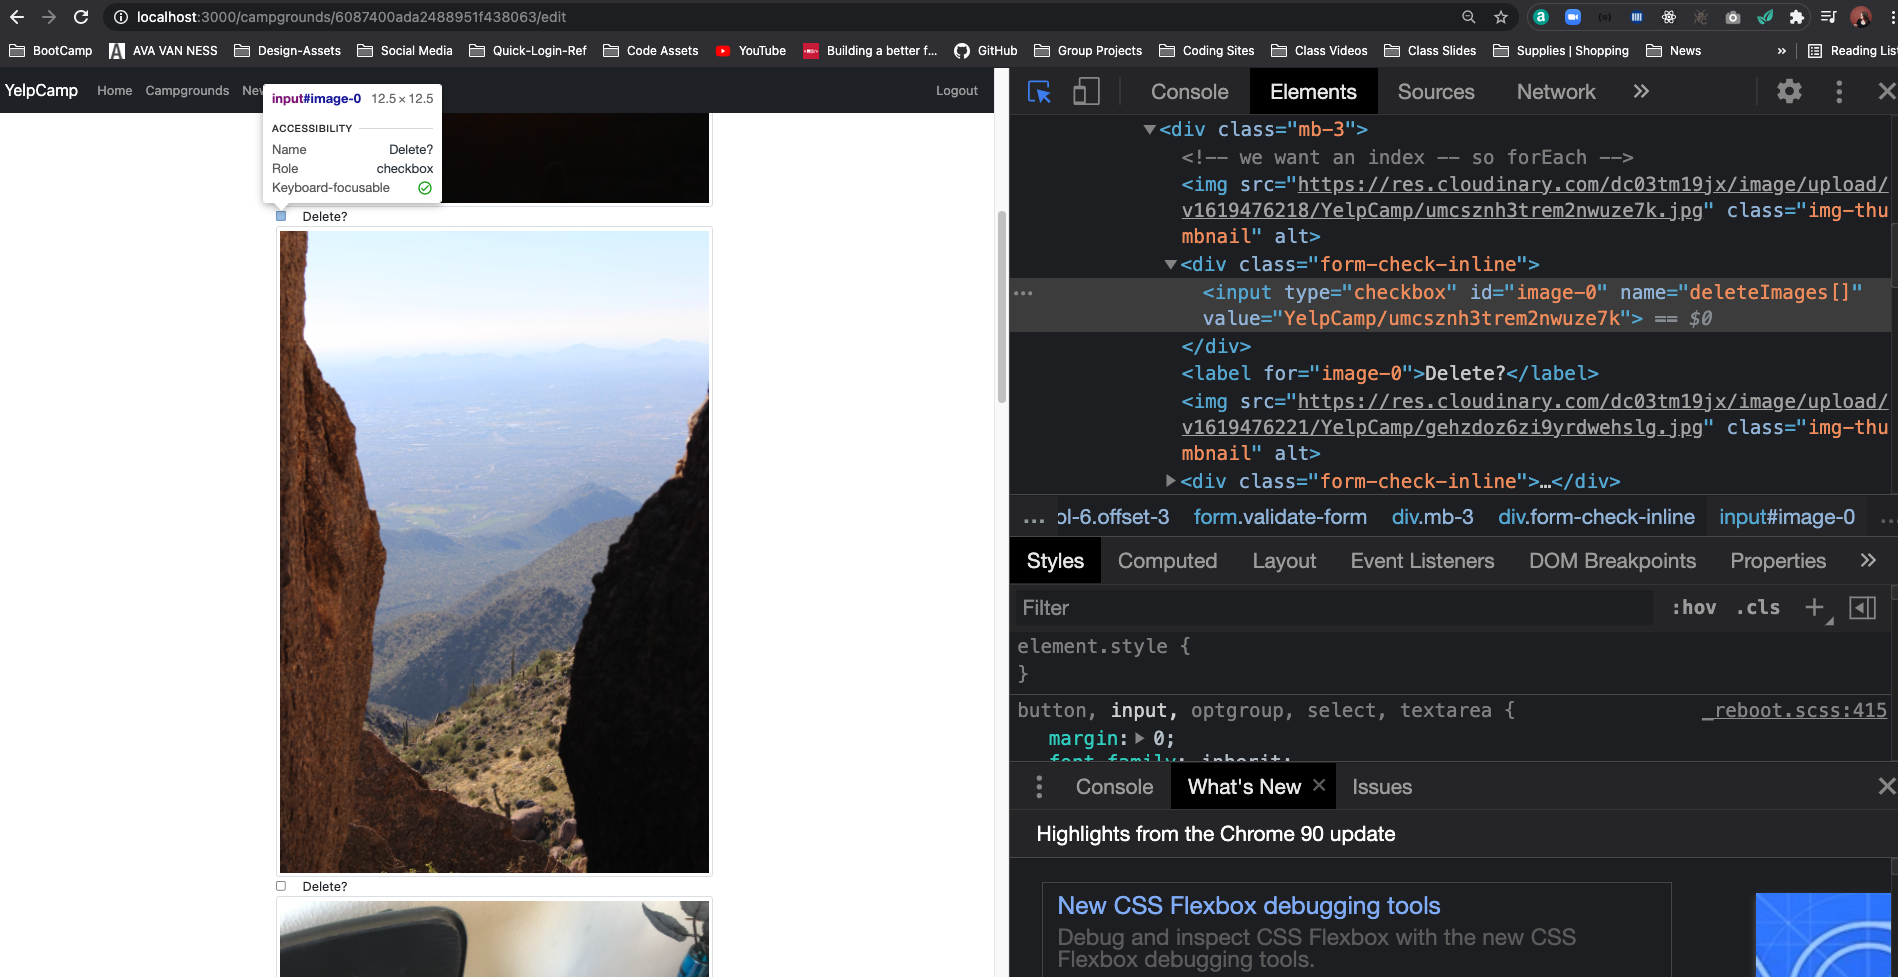 localhost:3000/campgrounds/6087400ada2488951f438063/edit
BootCamp AVA VAN NESS Design-Assets Social Media Quick-Login-Ref Code Assets YouTube Building a better f... GitHub Group Projects Coding Sites Class Videos Class Slides Supplies | Shopping News » Reading List
YelpCamp Home Campgrounds New Logout
input#image-0 12.5 × 12.5
ACCESSIBILITY
Name Delete?
Role checkbox
Keyboard-focusable
Delete?
Delete?
Console Elements Sources Network »
<div class="mb-3">
<!-- we want an index -- so forEach -->
<img src="https://res.cloudinary.com/dc03tm19jx/image/upload/
v1619476218/YelpCamp/umcsznh3trem2nwuze7k.jpg" class="img-thu
mbnail" alt>
<div class="form-check-inline">
<input type="checkbox" id="image-0" name="deleteImages[]"
value="YelpCamp/umcsznh3trem2nwuze7k"> == $0
</div>
<label for="image-0">Delete?</label>
<img src="https://res.cloudinary.com/dc03tm19jx/image/upload/
v1619476221/YelpCamp/gehzdoz6zi9yrdwehslg.jpg" class="img-thu
mbnail" alt>
<div class="form-check-inline">…</div>
... ol-6.offset-3 form.validate-form div.mb-3 div.form-check-inline input#image-0 ...
Styles Computed Layout Event Listeners DOM Breakpoints Properties »
Filter :hov .cls +
element.style {
}
button, input, optgroup, select, textarea { _reboot.scss:415
margin: 0;
font-family: inherit;
Console What's New × Issues
Highlights from the Chrome 90 update
New CSS Flexbox debugging tools
Debug and inspect CSS Flexbox with the new CSS
Flexbox debugging tools.